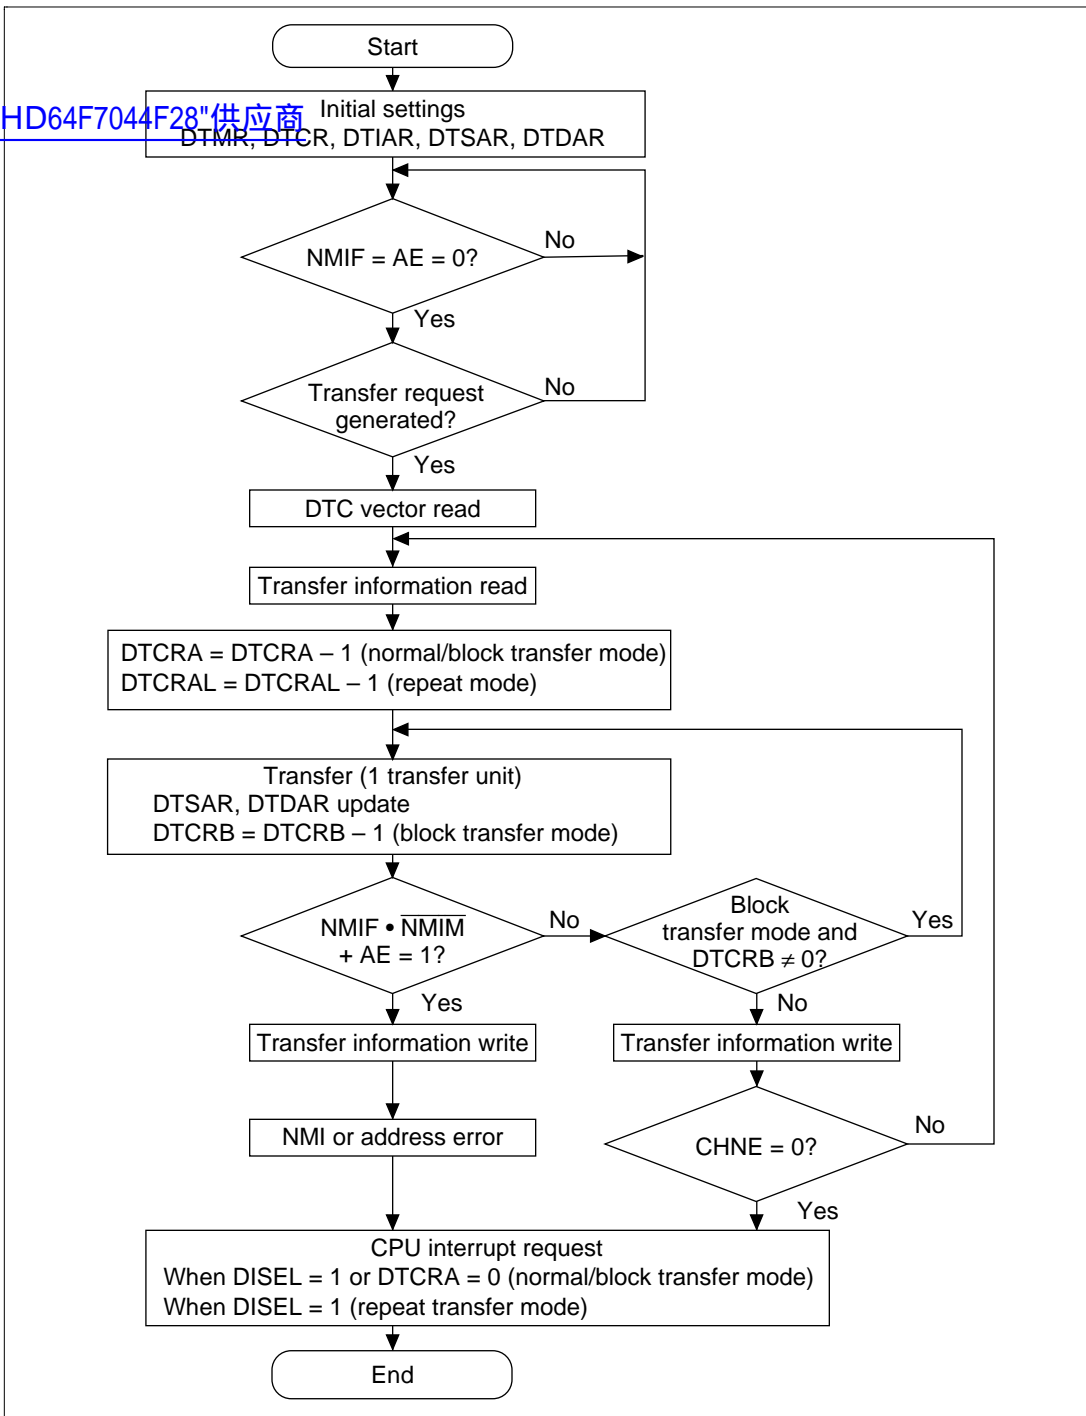 Start
HD64F7044F28"供应商
Initial settings
DTMR, DTCR, DTIAR, DTSAR, DTDAR
NMIF = AE = 0?
No
Yes
Transfer request
generated?
No
Yes
DTC vector read
Transfer information read
DTCRA = DTCRA – 1 (normal/block transfer mode)
DTCRAL = DTCRAL – 1 (repeat mode)
Transfer (1 transfer unit)
DTSAR, DTDAR update
DTCRB = DTCRB – 1 (block transfer mode)
NMIF • N̅M̅I̅M̅
+ AE = 1?
No
Yes
Block
transfer mode and
DTCRB ≠ 0?
Yes
No
Transfer information write
Transfer information write
NMI or address error
CHNE = 0?
No
Yes
CPU interrupt request
When DISEL = 1 or DTCRA = 0 (normal/block transfer mode)
When DISEL = 1 (repeat transfer mode)
End